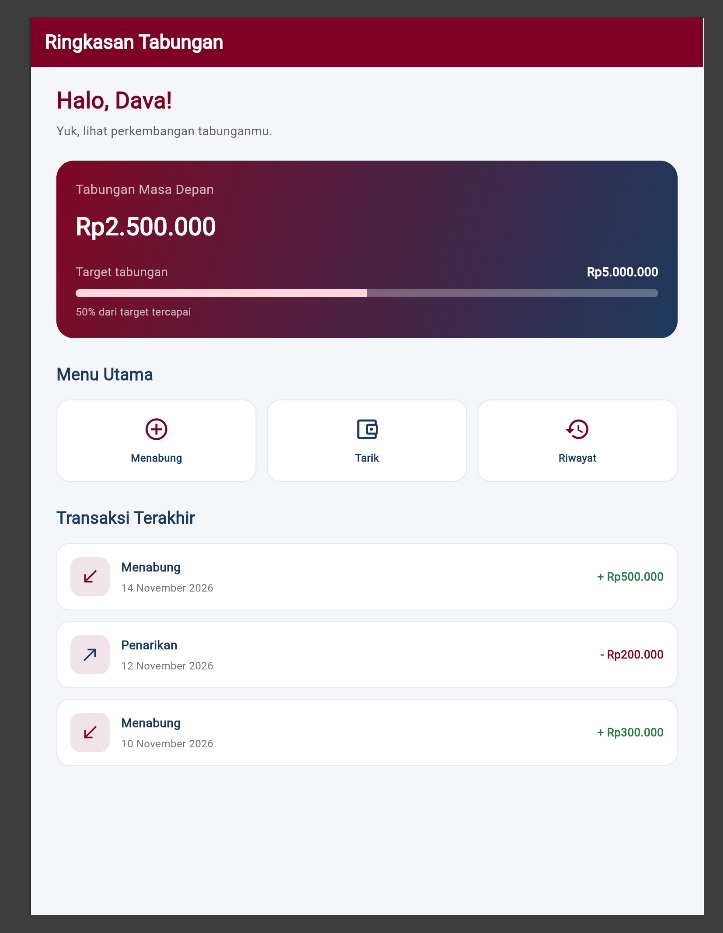 Ringkasan Tabungan
Halo, Dava!
Yuk, lihat perkembangan tabunganmu.
Tabungan Masa Depan
Rp2.500.000
Target tabungan Rp5.000.000
50% dari target tercapai
Menu Utama
Menabung Tarik Riwayat
Transaksi Terakhir
Menabung
14 November 2026
+ Rp500.000
Penarikan
12 November 2026
- Rp200.000
Menabung
10 November 2026
+ Rp300.000